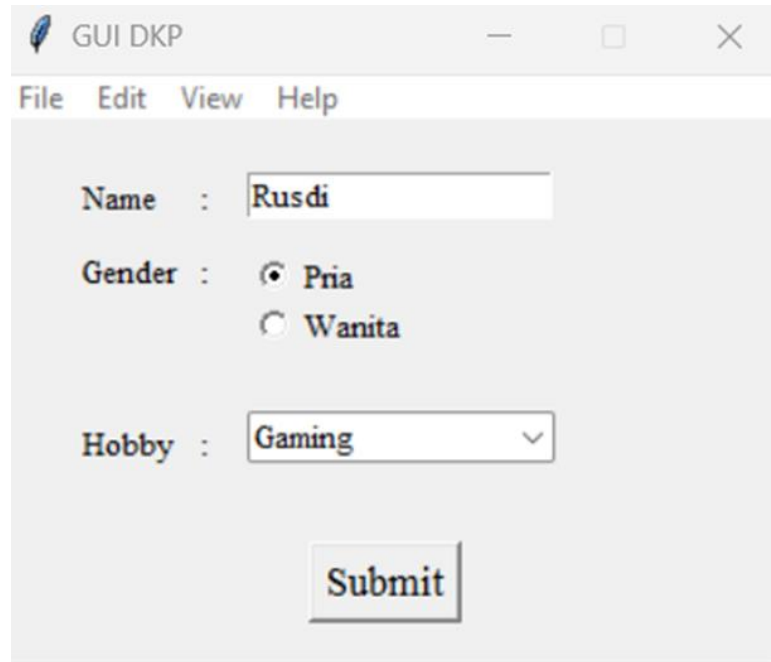 GUI DKP
File Edit View Help
Name : Rusdi
Gender : Pria
Wanita
Hobby : Gaming
Submit